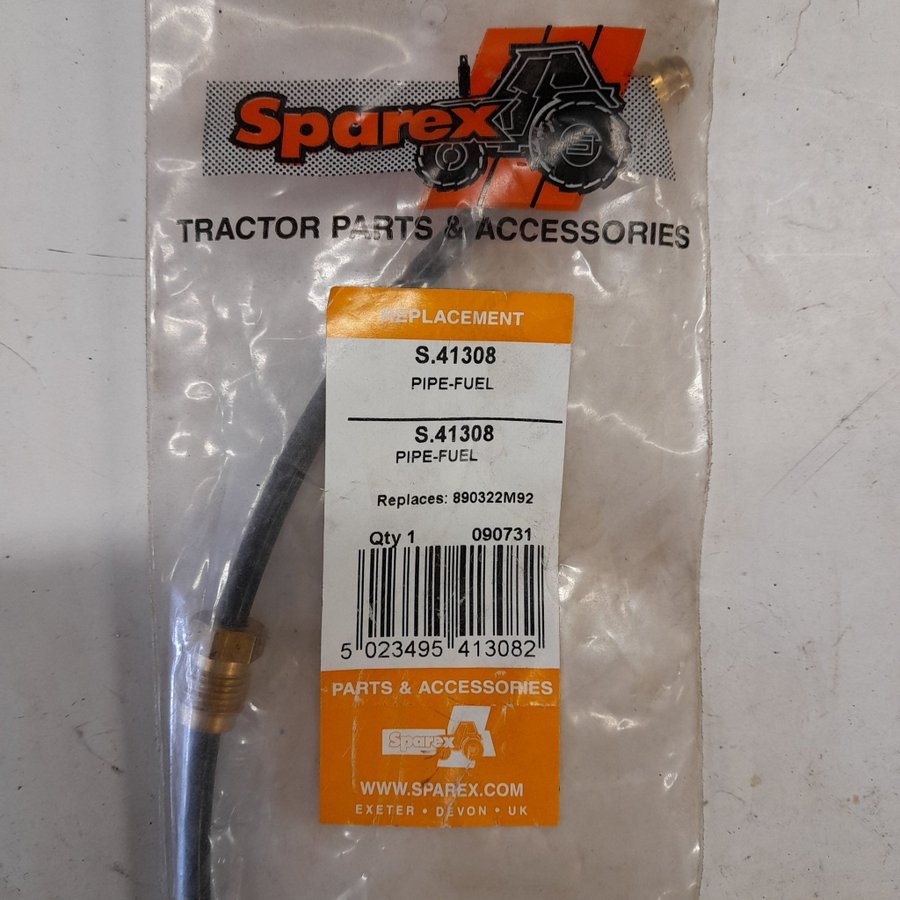 Sparex
TRACTOR PARTS & ACCESSORIES
REPLACEMENT
S.41308
PIPE-FUEL
S.41308
PIPE-FUEL
Replaces: 890322M92
Qty 1 090731
5 023495 413082
PARTS & ACCESSORIES
Sparex
WWW.SPAREX.COM
EXETER • DEVON • UK